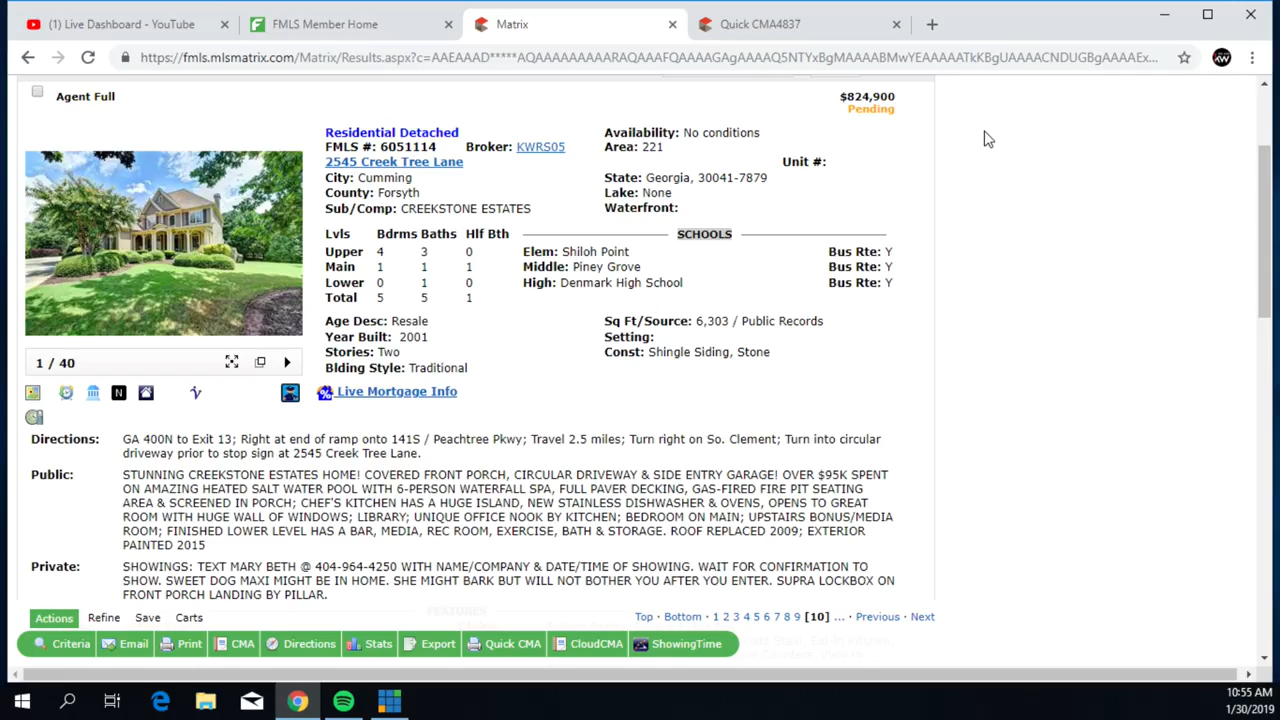 (1) Live Dashboard - YouTube
FMLS Member Home
Matrix
Quick CMA4837
https://fmls.mlsmatrix.com/Matrix/Results.aspx?c=AAEAAAD*****AQAAAAAAAAARAQAAAFQAAAAGAgAAAAQ5NTYxBgMAAAABMwYEAAAAATkKBgUAAAACNDUGBgAAAAEx...
Agent Full
$824,900
Pending
Residential Detached
Availability: No conditions
FMLS #: 6051114 Broker: KWRS05
Area: 221
2545 Creek Tree Lane
Unit #:
City: Cumming
State: Georgia, 30041-7879
County: Forsyth
Lake: None
Sub/Comp: CREEKSTONE ESTATES
Waterfront:
Lvls Bdrms Baths Hlf Bth
SCHOOLS
Upper 4 3 0
Elem: Shiloh Point
Bus Rte: Y
Main 1 1 1
Middle: Piney Grove
Bus Rte: Y
Lower 0 1 0
High: Denmark High School
Bus Rte: Y
Total 5 5 1
Age Desc: Resale
Sq Ft/Source: 6,303 / Public Records
Year Built: 2001
Setting:
Stories: Two
Const: Shingle Siding, Stone
Blding Style: Traditional
1 / 40
Live Mortgage Info
Directions: GA 400N to Exit 13; Right at end of ramp onto 141S / Peachtree Pkwy; Travel 2.5 miles; Turn right on So. Clement; Turn into circular
driveway prior to stop sign at 2545 Creek Tree Lane.
Public: STUNNING CREEKSTONE ESTATES HOME! COVERED FRONT PORCH, CIRCULAR DRIVEWAY & SIDE ENTRY GARAGE! OVER $95K SPENT
ON AMAZING HEATED SALT WATER POOL WITH 6-PERSON WATERFALL SPA, FULL PAVER DECKING, GAS-FIRED FIRE PIT SEATING
AREA & SCREENED IN PORCH; CHEF'S KITCHEN HAS A HUGE ISLAND, NEW STAINLESS DISHWASHER & OVENS, OPENS TO GREAT
ROOM WITH HUGE WALL OF WINDOWS; LIBRARY; UNIQUE OFFICE NOOK BY KITCHEN; BEDROOM ON MAIN; UPSTAIRS BONUS/MEDIA
ROOM; FINISHED LOWER LEVEL HAS A BAR, MEDIA, REC ROOM, EXERCISE, BATH & STORAGE. ROOF REPLACED 2009; EXTERIOR
PAINTED 2015
Private: SHOWINGS: TEXT MARY BETH @ 404-964-4250 WITH NAME/COMPANY & DATE/TIME OF SHOWING. WAIT FOR CONFIRMATION TO
SHOW. SWEET DOG MAXI MIGHT BE IN HOME. SHE MIGHT BARK BUT WILL NOT BOTHER YOU AFTER YOU ENTER. SUPRA LOCKBOX ON
FRONT PORCH LANDING BY PILLAR.
FEATURES
Actions Refine Save Carts
Top · Bottom · 1 2 3 4 5 6 7 8 9 [10] ... Previous · Next
Criteria Email Print CMA Directions Stats Export Quick CMA CloudCMA ShowingTime
10:55 AM
1/30/2019